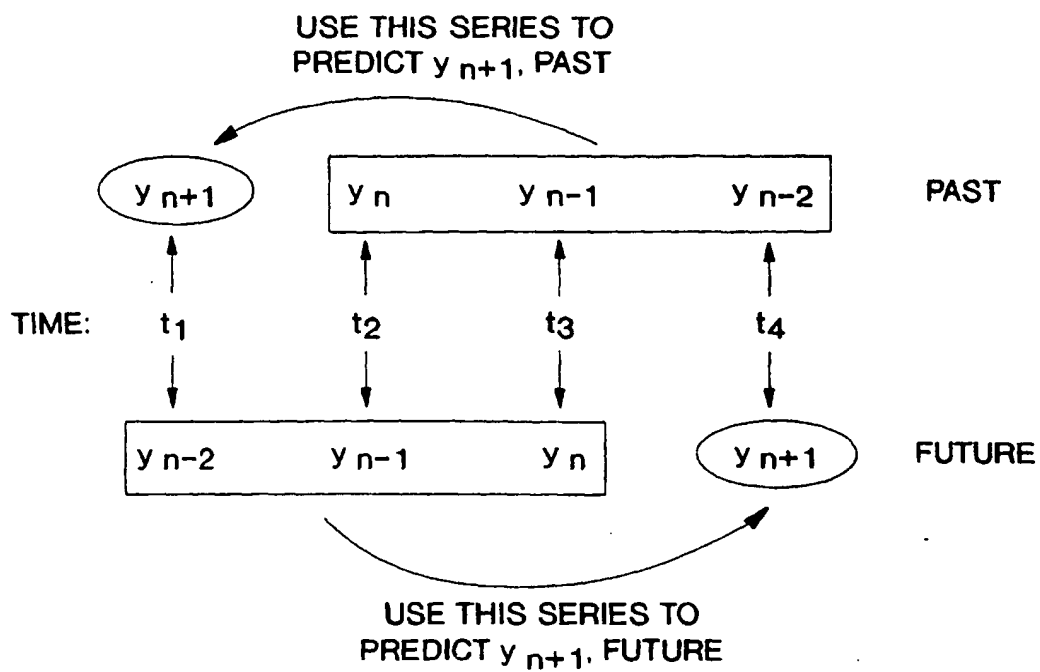 USE THIS SERIES TO
PREDICT y n+1, PAST
y n+1 y n y n-1 y n-2 PAST
TIME: t1 t2 t3 t4
y n-2 y n-1 y n y n+1 FUTURE
USE THIS SERIES TO
PREDICT y n+1, FUTURE